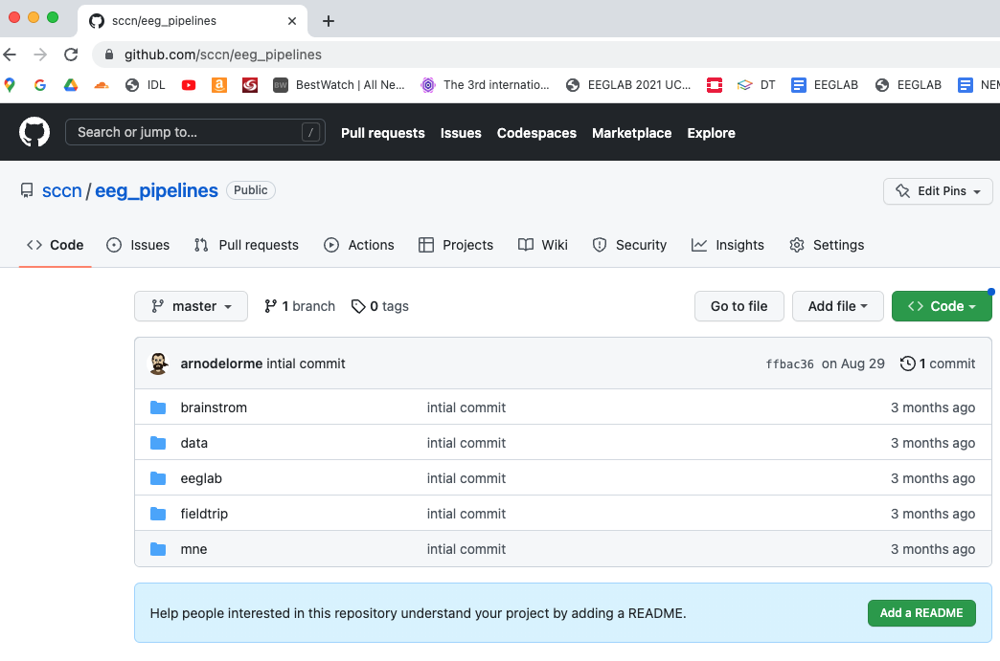 sccn/eeg_pipelines
github.com/sccn/eeg_pipelines
IDL BW BestWatch | All Ne... The 3rd internatio... EEGLAB 2021 UC... DT EEGLAB EEGLAB NEM
Search or jump to... / Pull requests Issues Codespaces Marketplace Explore
sccn / eeg_pipelines Public Edit Pins
Code Issues Pull requests Actions Projects Wiki Security Insights Settings
master 1 branch 0 tags Go to file Add file Code
arnodelorme intial commit ffbac36 on Aug 29 1 commit
brainstrom intial commit 3 months ago
data intial commit 3 months ago
eeglab intial commit 3 months ago
fieldtrip intial commit 3 months ago
mne intial commit 3 months ago
Help people interested in this repository understand your project by adding a README. Add a README